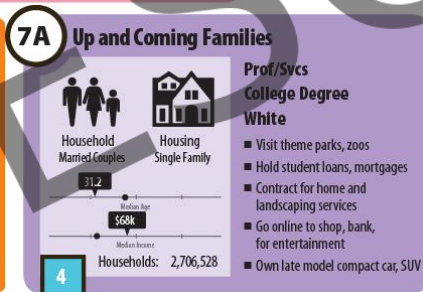 7A Up and Coming Families
Prof/Svcs
College Degree
White
Household
Married Couples
Housing
Single Family
31.2
Median Age
$68k
Median Income
Households: 2,706,528
4
■ Visit theme parks, zoos
■ Hold student loans, mortgages
■ Contract for home and
landscaping services
■ Go online to shop, bank,
for entertainment
■ Own late model compact car, SUV